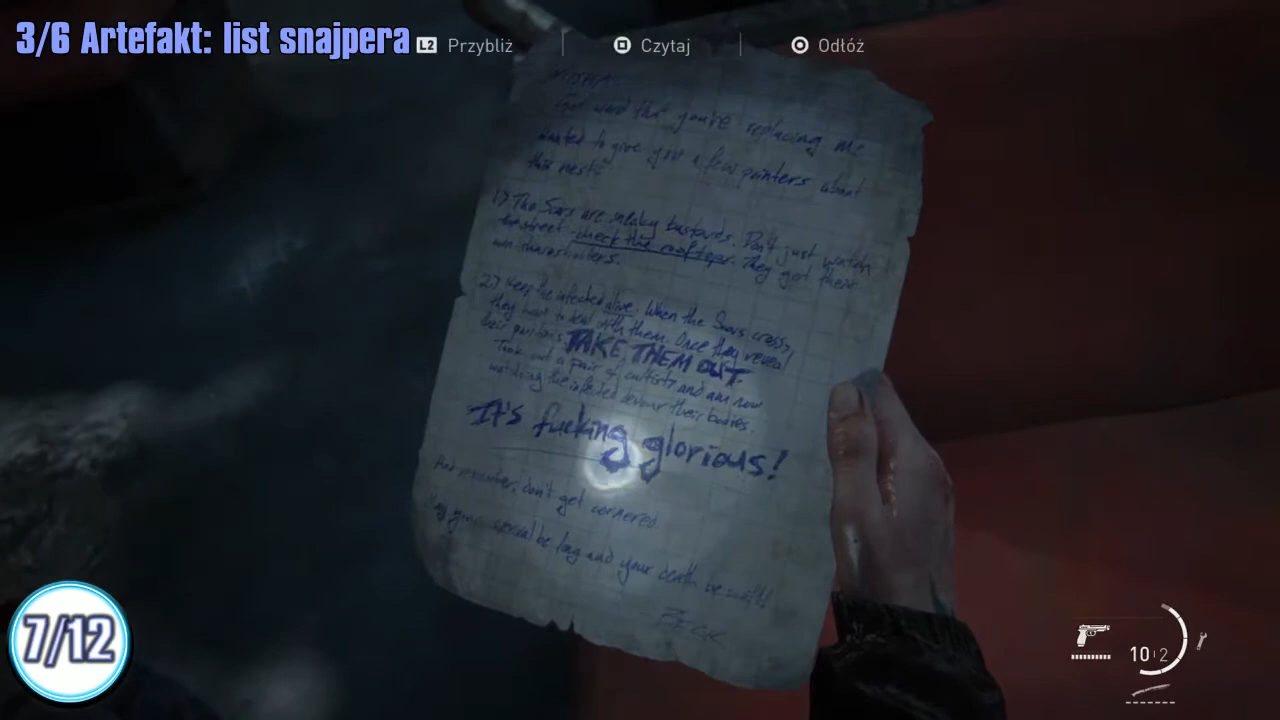 3/6 Artefakt: list snajpera
L2 Przybliż
Czytaj
Odłóż
word that you're replacing me
Wanted to give you a few pointers about
this nest:
1) The Scars are sneaky bastards. Don't just watch
the street - check the rooftops. They got their
own sharpshooters.
2) Keep the infected alive. When the Scars cross,
they have to deal with them. Once they reveal
their positions TAKE THEM OUT.
Took out a pair of cultists and am now
watching the infected devour their bodies.
It's fucking glorious!
And remember, don't get cornered.
May your survival be long and your death be swift!
7/12
10 2